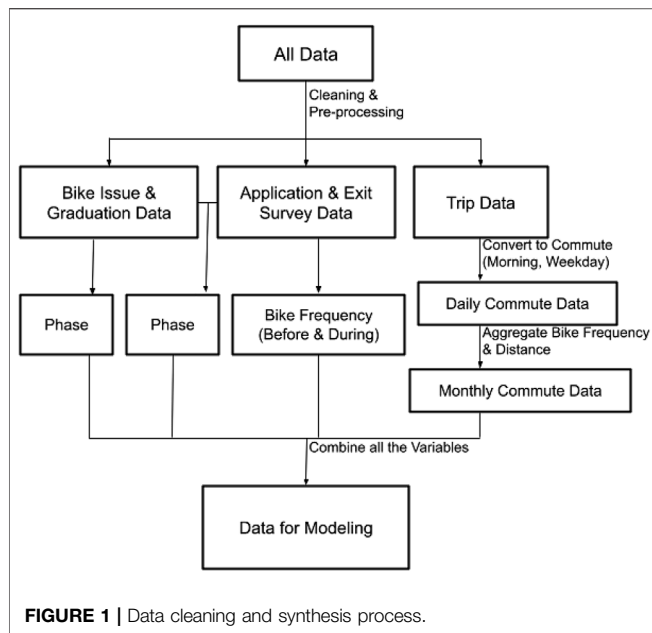 All Data
Cleaning &
Pre-processing
Bike Issue &
Graduation Data
Application & Exit
Survey Data
Trip Data
Convert to Commute
(Morning, Weekday)
Phase
Phase
Bike Frequency
(Before & During)
Daily Commute Data
Aggregate Bike Frequency
& Distance
Monthly Commute Data
Combine all the Variables
Data for Modeling
FIGURE 1 | Data cleaning and synthesis process.